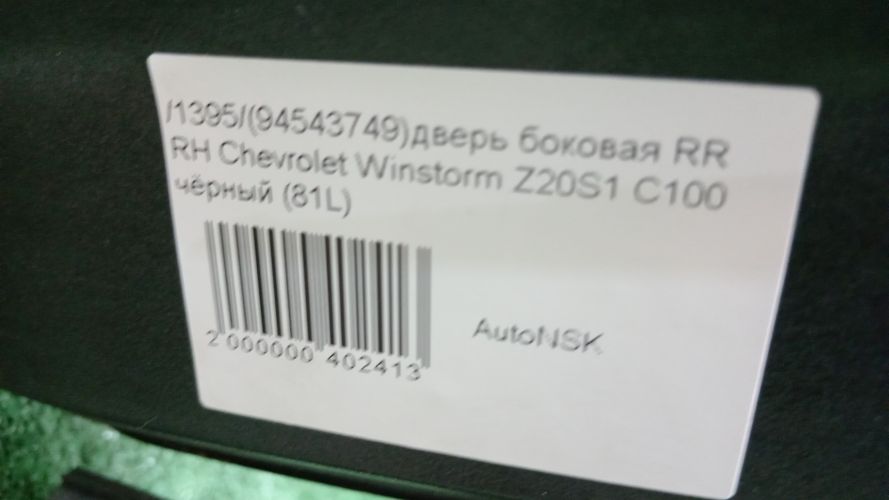 /1395/(94543749)дверь боковая RR
RH Chevrolet Winstorm Z20S1 C100
чёрный (81L)
2 000000 402413
AutoNSK